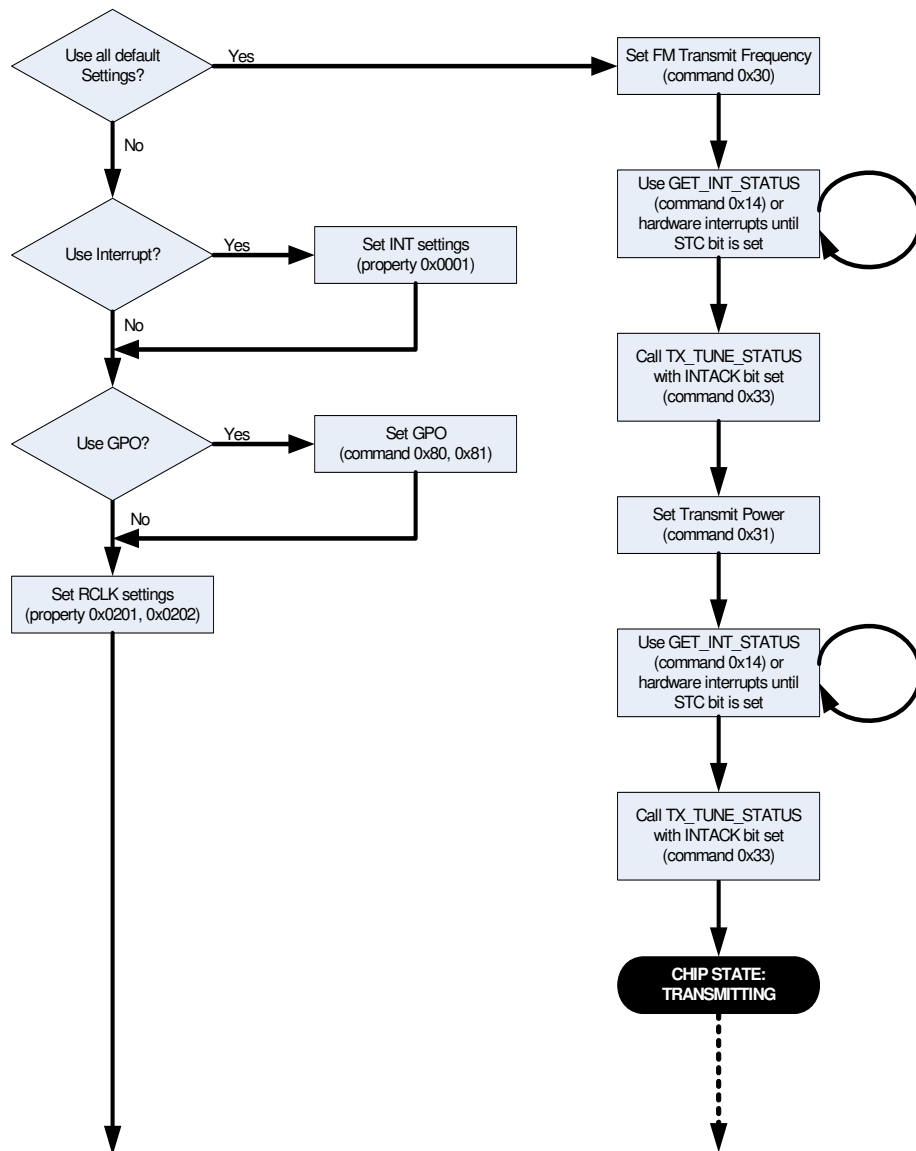 Use all default
Settings?
Yes
No
Use Interrupt?
Yes
Set INT settings
(property 0x0001)
No
Use GPO?
Yes
Set GPO
(command 0x80, 0x81)
No
Set RCLK settings
(property 0x0201, 0x0202)
Set FM Transmit Frequency
(command 0x30)
Use GET_INT_STATUS
(command 0x14) or
hardware interrupts until
STC bit is set
Call TX_TUNE_STATUS
with INTACK bit set
(command 0x33)
Set Transmit Power
(command 0x31)
Use GET_INT_STATUS
(command 0x14) or
hardware interrupts until
STC bit is set
Call TX_TUNE_STATUS
with INTACK bit set
(command 0x33)
CHIP STATE:
TRANSMITTING